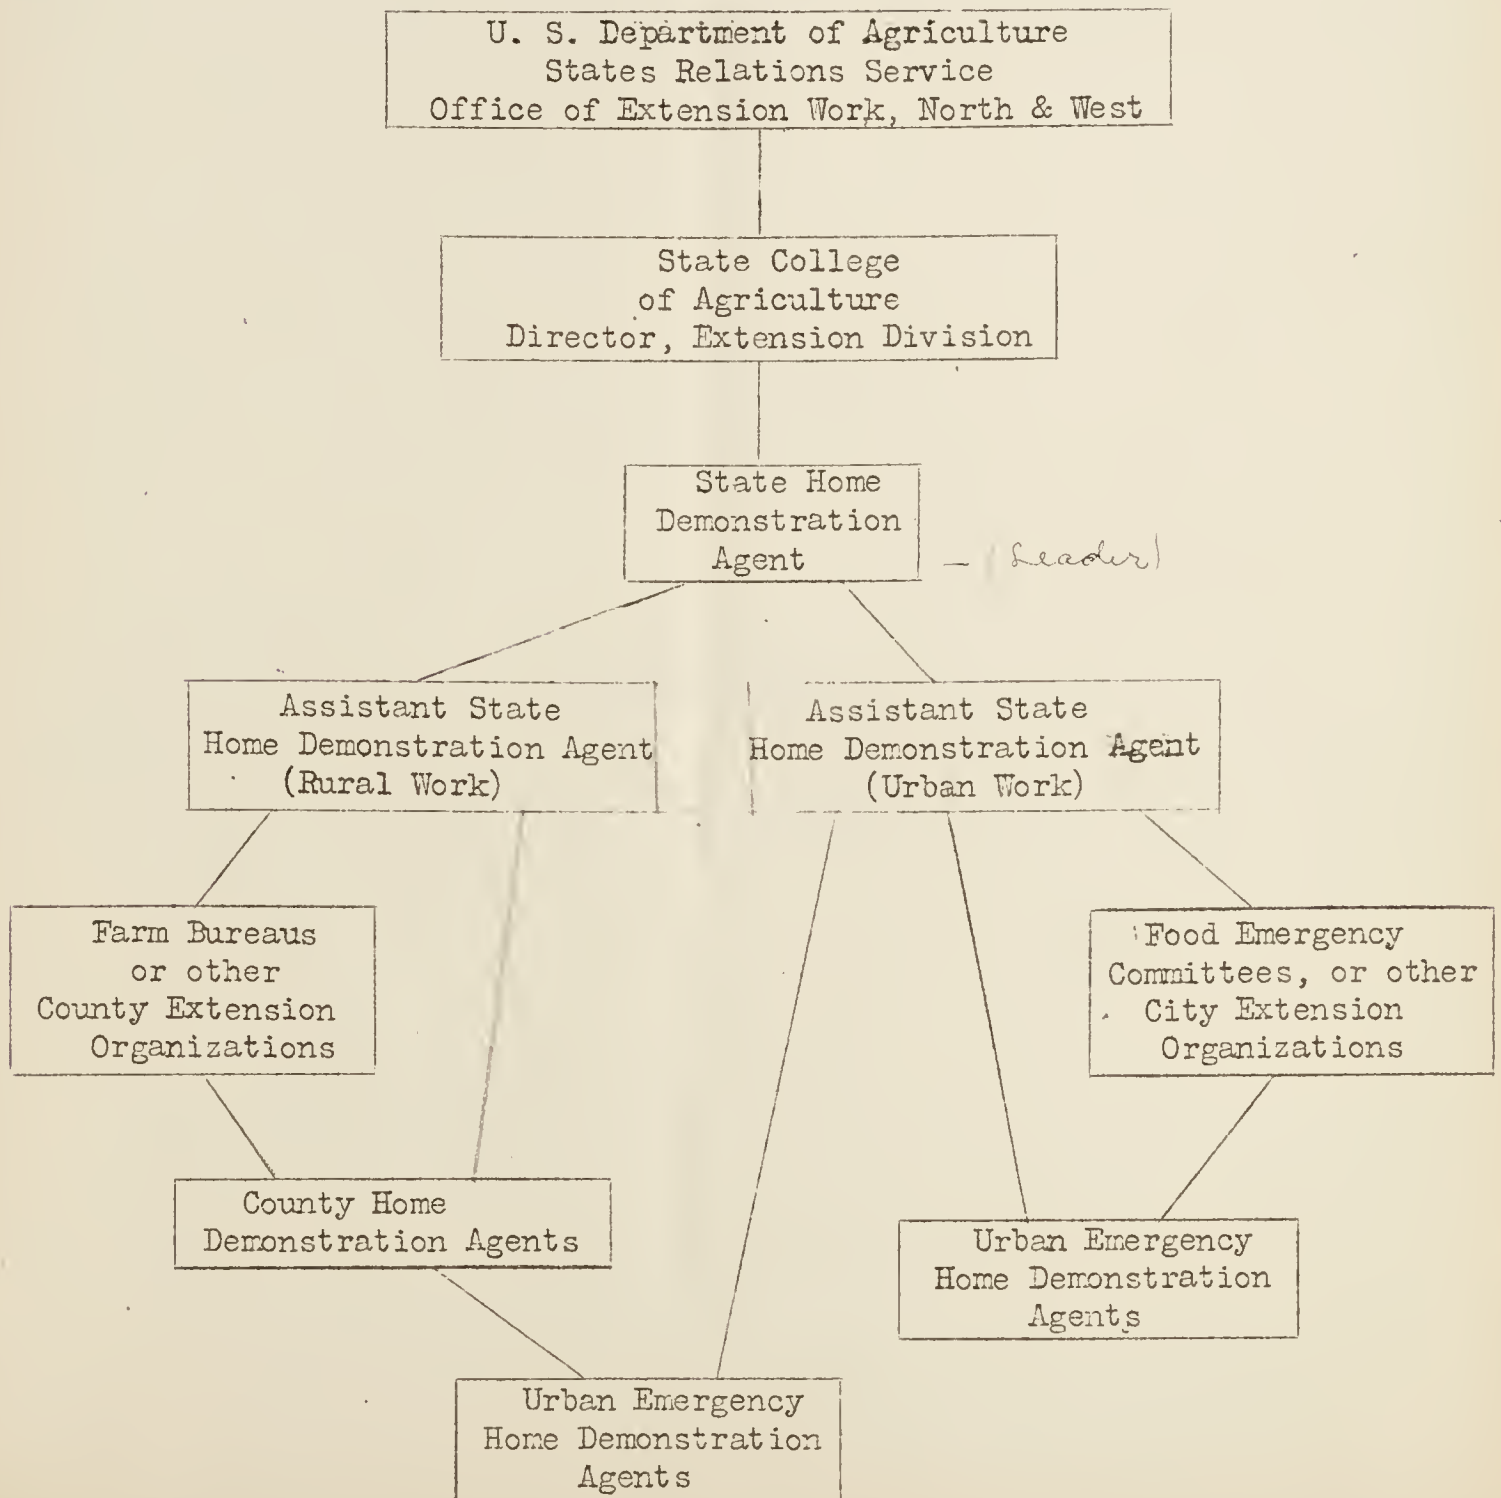 U. S. Department of Agriculture
States Relations Service
Office of Extension Work, North & West
State College
of Agriculture
Director, Extension Division
State Home
Demonstration
Agent
- (Leader)
Assistant State
Home Demonstration Agent
(Rural Work)
Assistant State
Home Demonstration Agent
(Urban Work)
Farm Bureaus
or other
County Extension
Organizations
Food Emergency
Committees, or other
City Extension
Organizations
County Home
Demonstration Agents
Urban Emergency
Home Demonstration
Agents
Urban Emergency
Home Demonstration
Agents